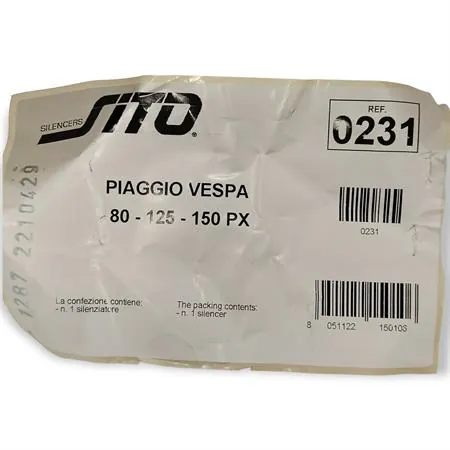 SILENCERS SITO®
REF.
0231
PIAGGIO VESPA
80 - 125 - 150 PX
0231
1287 2210429
La confezione contiene:
- n. 1 silenziatore
The packing contents:
- n. 1 silencer
8 051122 150108